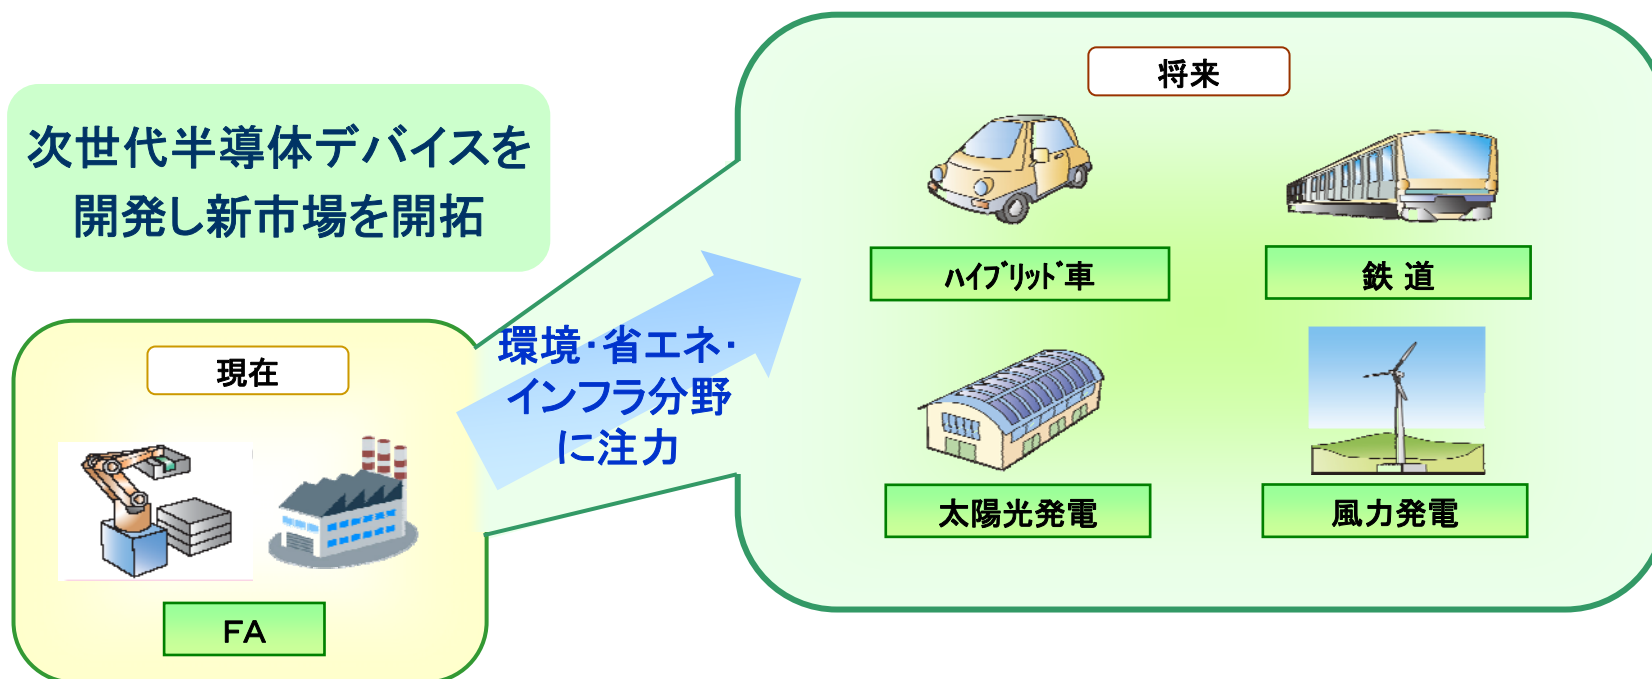 次世代半導体デバイスを
開発し新市場を開拓
現在
FA
環境・省エネ・
インフラ分野
に注力
将来
ﾊｲﾌﾞﾘｯﾄﾞ車
鉄 道
太陽光発電
風力発電